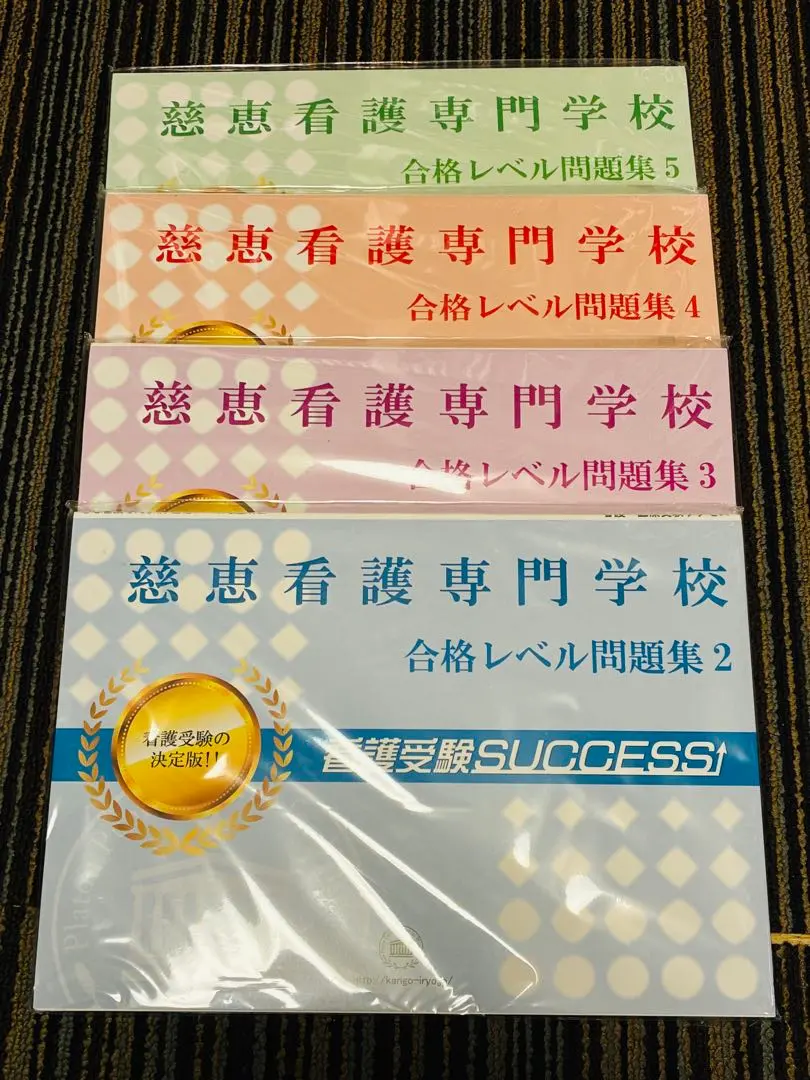 慈恵看護専門学校
合格レベル問題集5
慈恵看護専門学校
合格レベル問題集4
慈恵看護専門学校
合格レベル問題集3
慈恵看護専門学校
合格レベル問題集2
看護受験の
決定版!!
看護受験SUCCESS↑